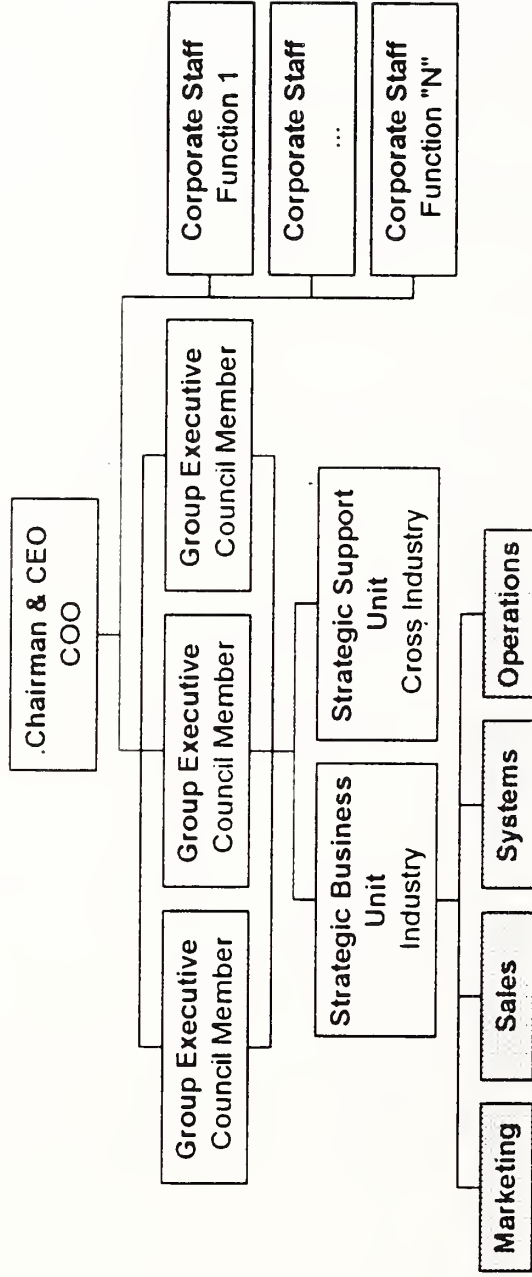 .Chairman & CEO
COO
Group Executive
Council Member
Group Executive
Council Member
Group Executive
Council Member
Corporate Staff
Function 1
Corporate Staff
...
Corporate Staff
Function "N"
Strategic Business
Unit
Industry
Strategic Support
Unit
Cross Industry
Marketing
Sales
Systems
Operations